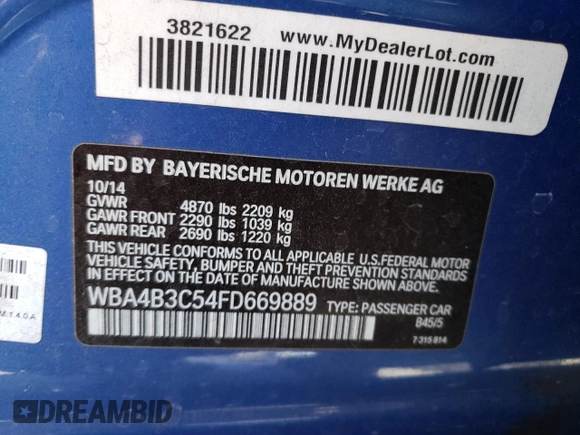 3821622 www.MyDealerLot.com
MFD BY BAYERISCHE MOTOREN WERKE AG
10/14
GVWR 4870 lbs 2209 kg
GAWR FRONT 2290 lbs 1039 kg
GAWR REAR 2690 lbs 1220 kg
THIS VEHICLE CONFORMS TO ALL APPLICABLE U.S.FEDERAL MOTOR
VEHICLE SAFETY, BUMPER AND THEFT PREVENTION STANDARDS
IN EFFECT ON THE DATE OF MANUFACTURE SHOWN ABOVE.
WBA4B3C54FD669889 TYPE: PASSENGER CAR
845/5
7 315 814
DREAMBID